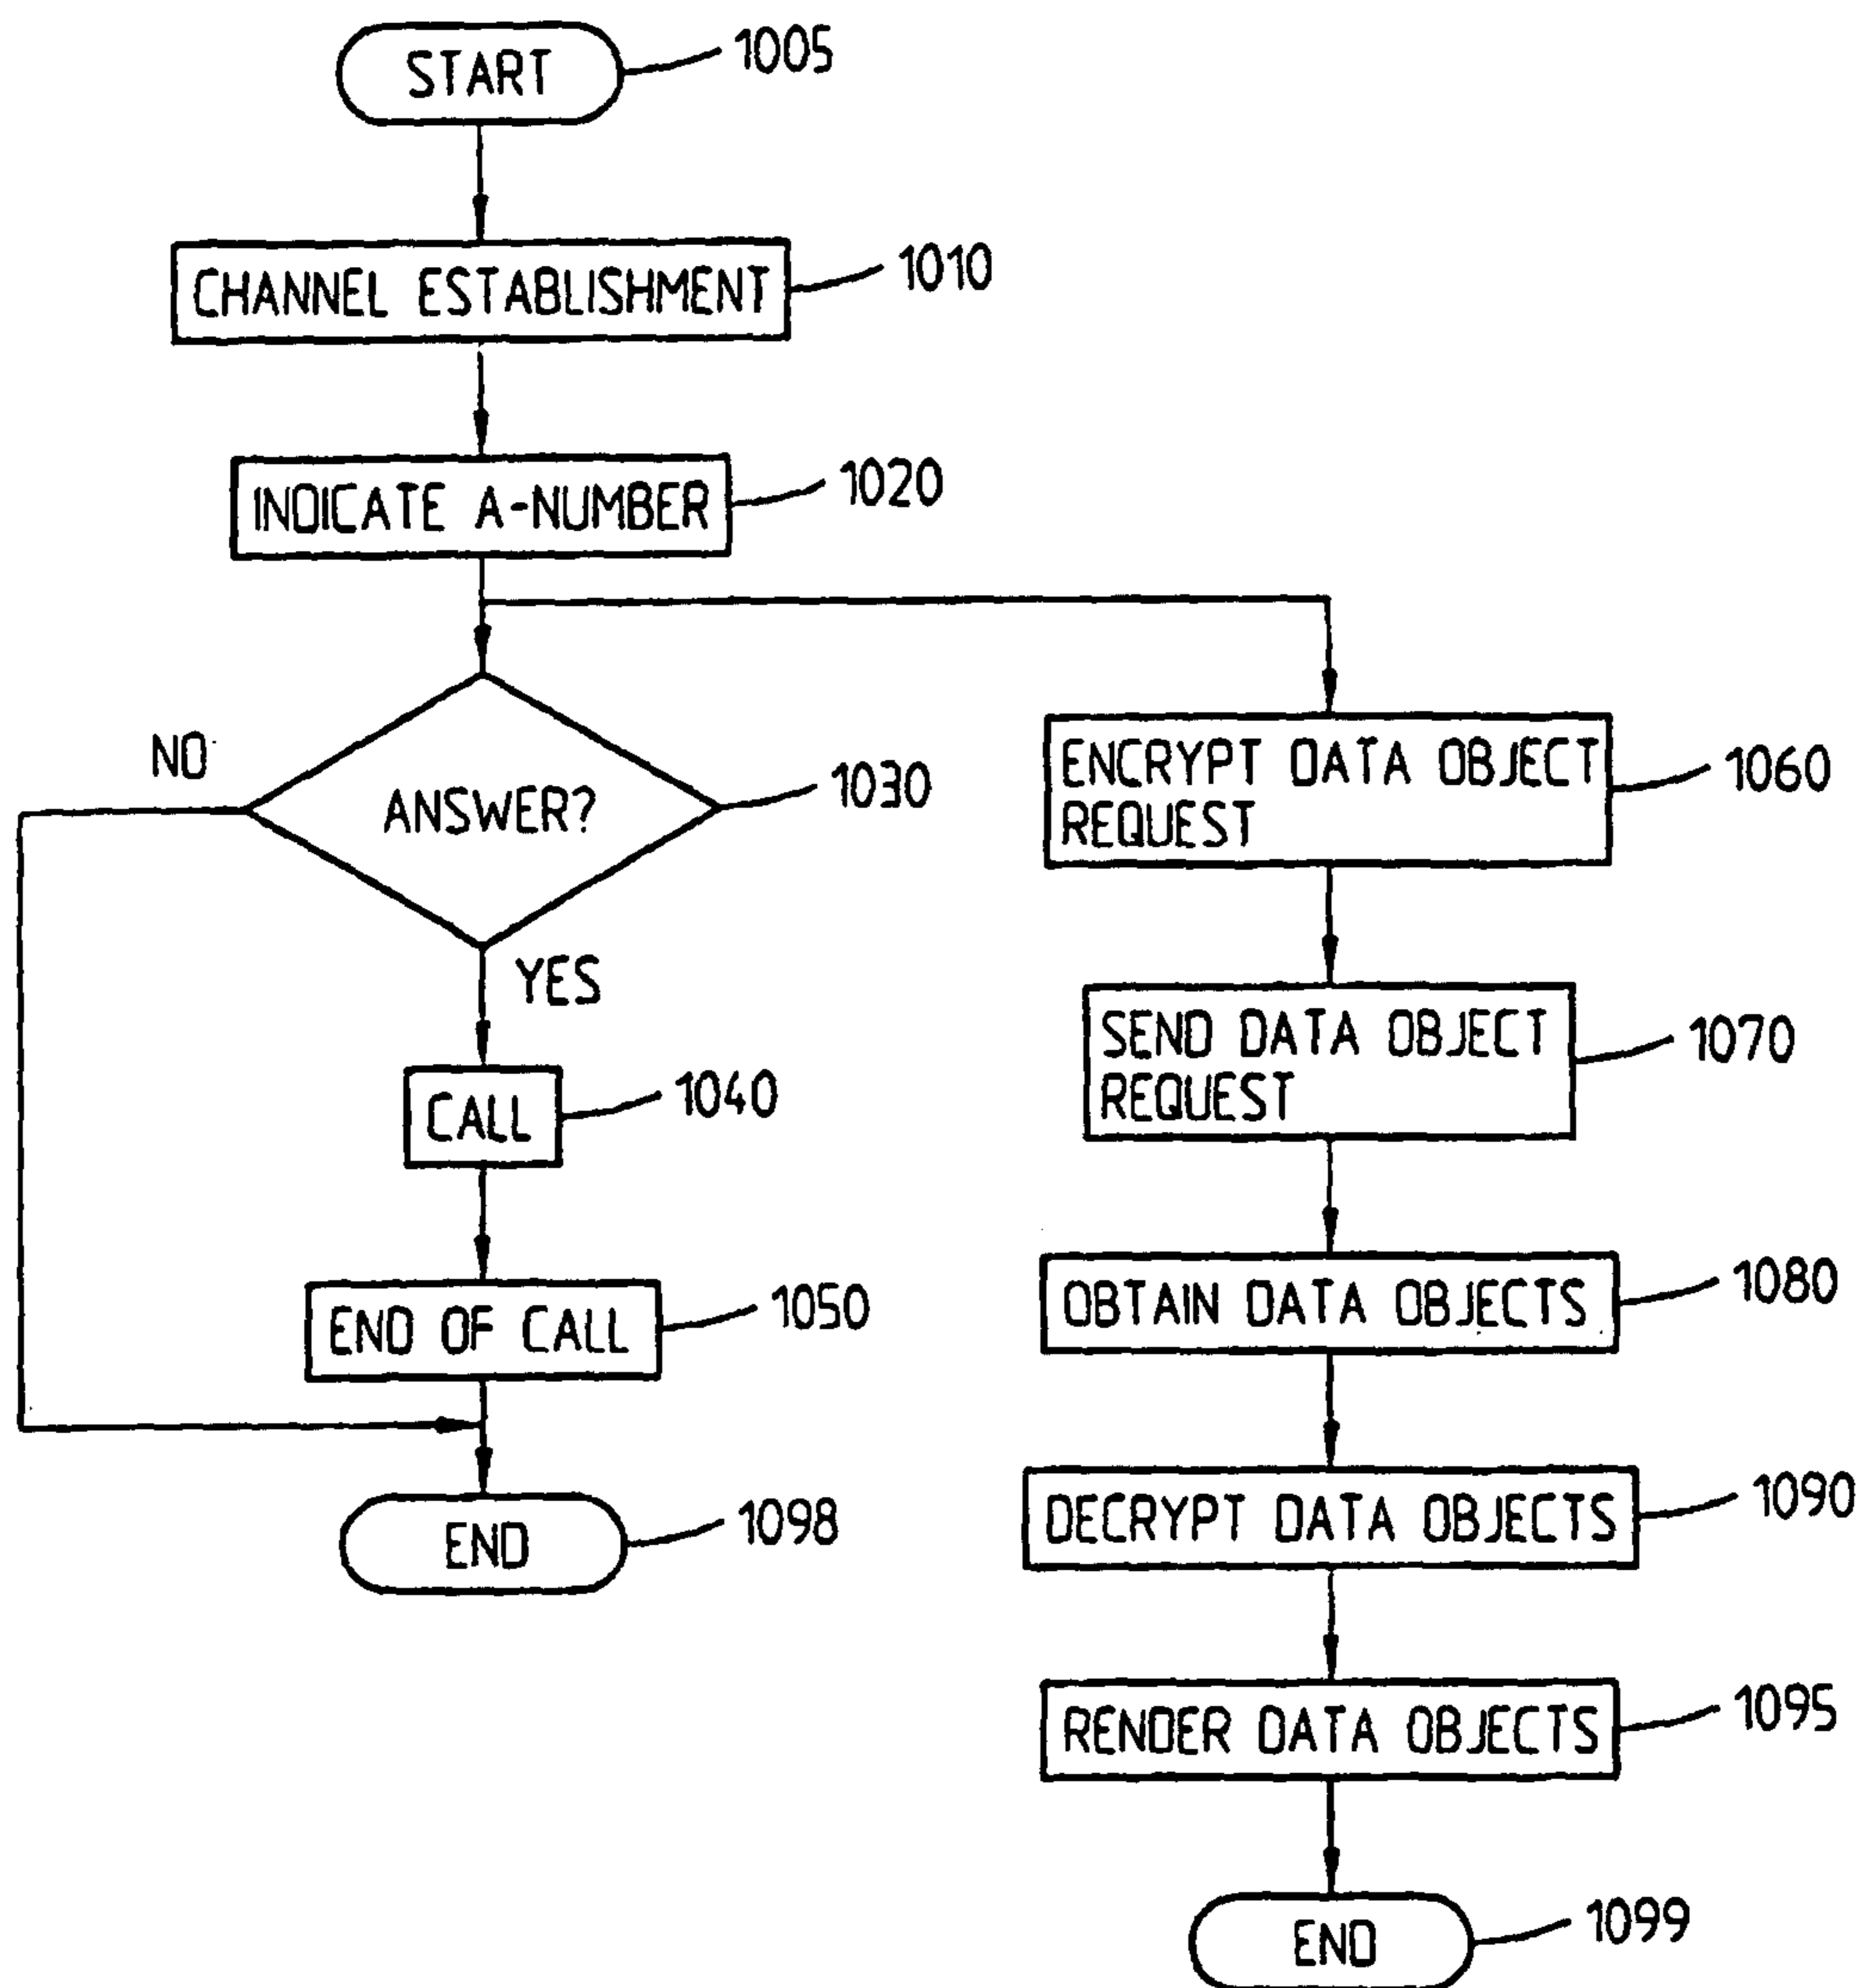 START
1005
CHANNEL ESTABLISHMENT
1010
INDICATE A-NUMBER
1020
NO
ANSWER?
1030
YES
CALL
1040
END OF CALL
1050
END
1098
ENCRYPT DATA OBJECT
REQUEST
1060
SEND DATA OBJECT
REQUEST
1070
OBTAIN DATA OBJECTS
1080
DECRYPT DATA OBJECTS
1090
RENDER DATA OBJECTS
1095
END
1099